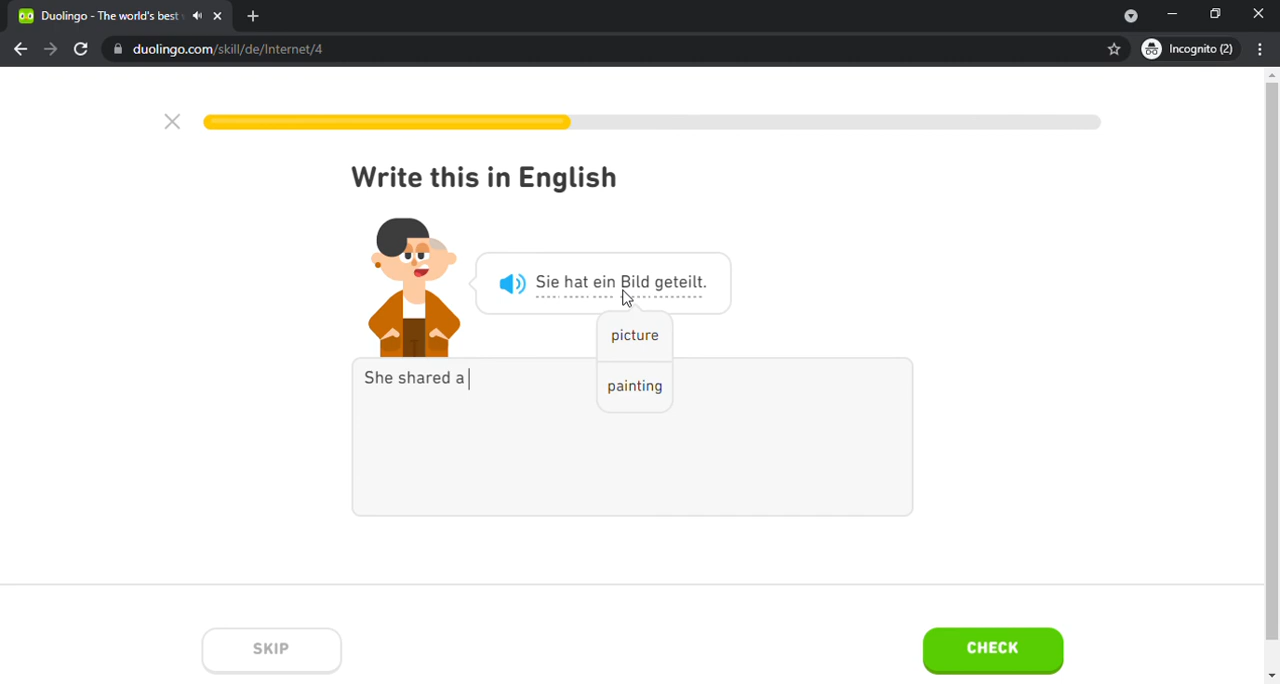 Duolingo - The world's best
duolingo.com/skill/de/Internet/4
Incognito (2)
Write this in English
Sie hat ein Bild geteilt.
picture
painting
She shared a
SKIP
CHECK